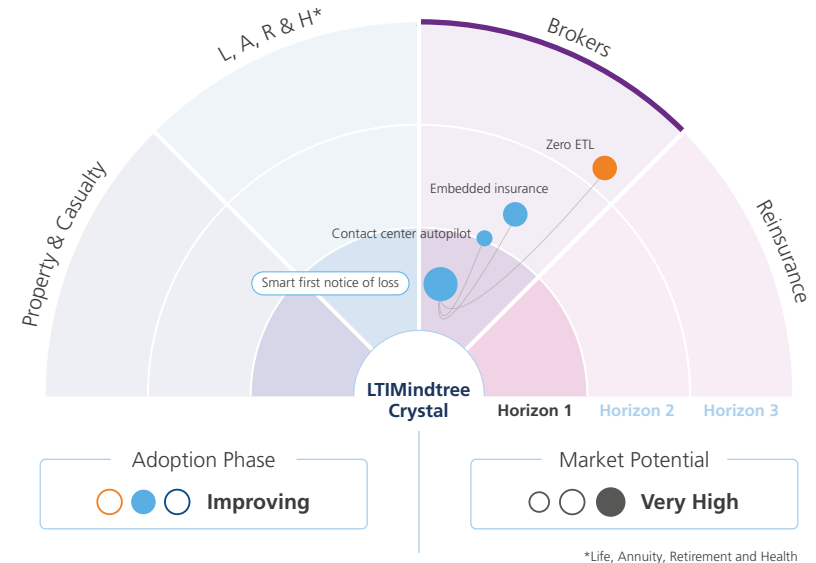 L, A, R & H*
Brokers
Property & Casualty
Reinsurance
Zero ETL
Embedded insurance
Contact center autopilot
Smart first notice of loss
LTIMindtree
Crystal
Horizon 1
Horizon 2
Horizon 3
Adoption Phase
Improving
Market Potential
Very High
*Life, Annuity, Retirement and Health